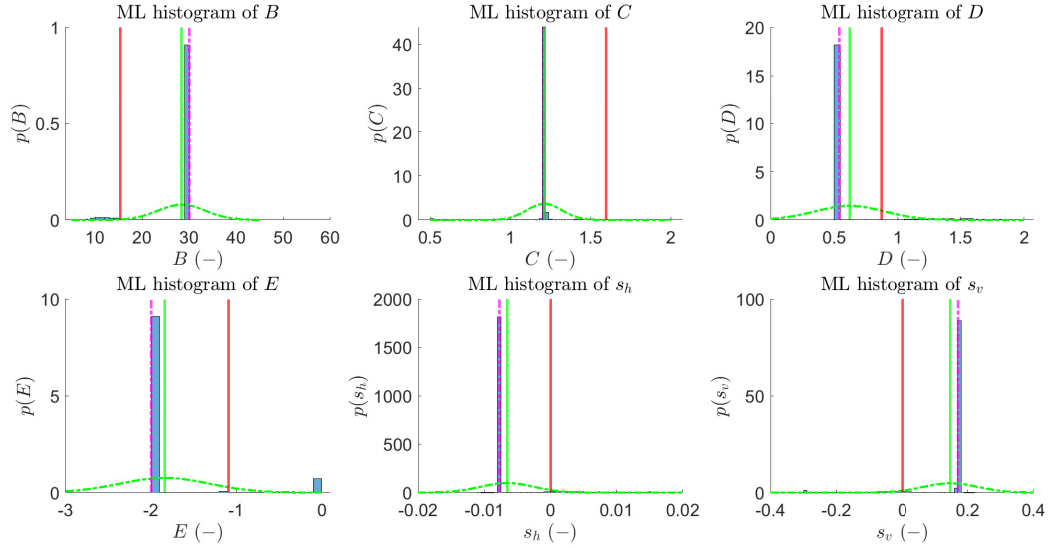 ML histogram of B
1
0.5
0
p(B)
10 20 30 40 50 60
B (−)
ML histogram of C
40
30
20
10
0
p(C)
0.5 1 1.5 2
C (−)
ML histogram of D
20
15
10
5
0
p(D)
0 0.5 1 1.5 2
D (−)
ML histogram of E
10
5
0
p(E)
-3 -2 -1 0
E (−)
ML histogram of s_h
2000
1500
1000
500
0
p(s_h)
-0.02 -0.01 0 0.01 0.02
s_h (−)
ML histogram of s_v
100
50
0
p(s_v)
-0.4 -0.2 0 0.2 0.4
s_v (−)